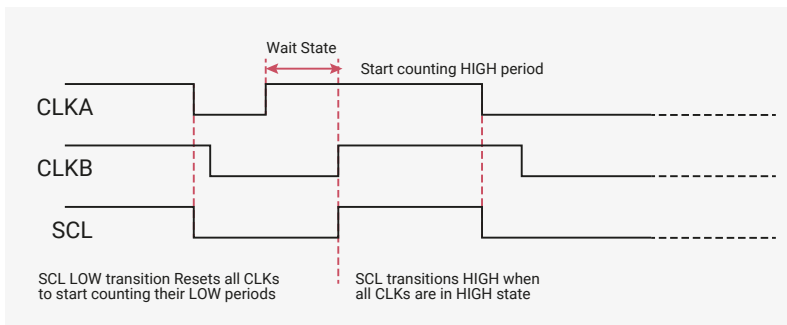 Wait State
Start counting HIGH period
CLKA
CLKB
SCL
SCL LOW transition Resets all CLKs
to start counting their LOW periods
SCL transitions HIGH when
all CLKs are in HIGH state